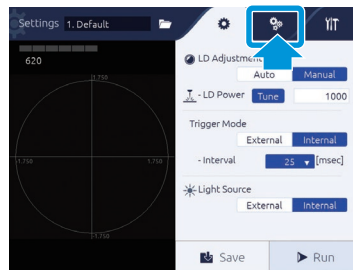 Settings 1. Default
620
1.750
1.750
1.750
1.750
LD Adjustment
Auto Manual
- LD Power Tune 1000
Trigger Mode
External Internal
- Interval 25 [msec]
Light Source
External Internal
Save Run